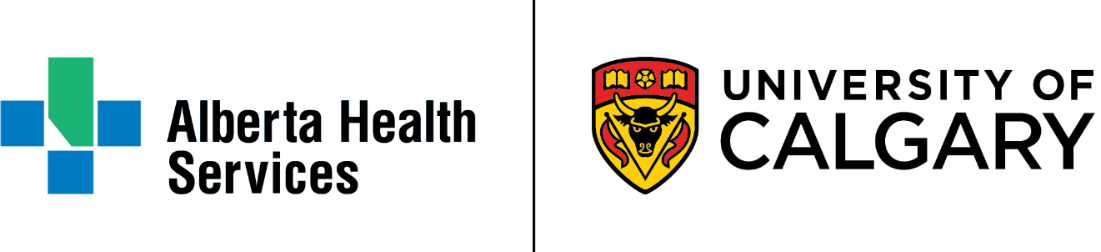 Alberta Health
Services
UNIVERSITY OF
CALGARY